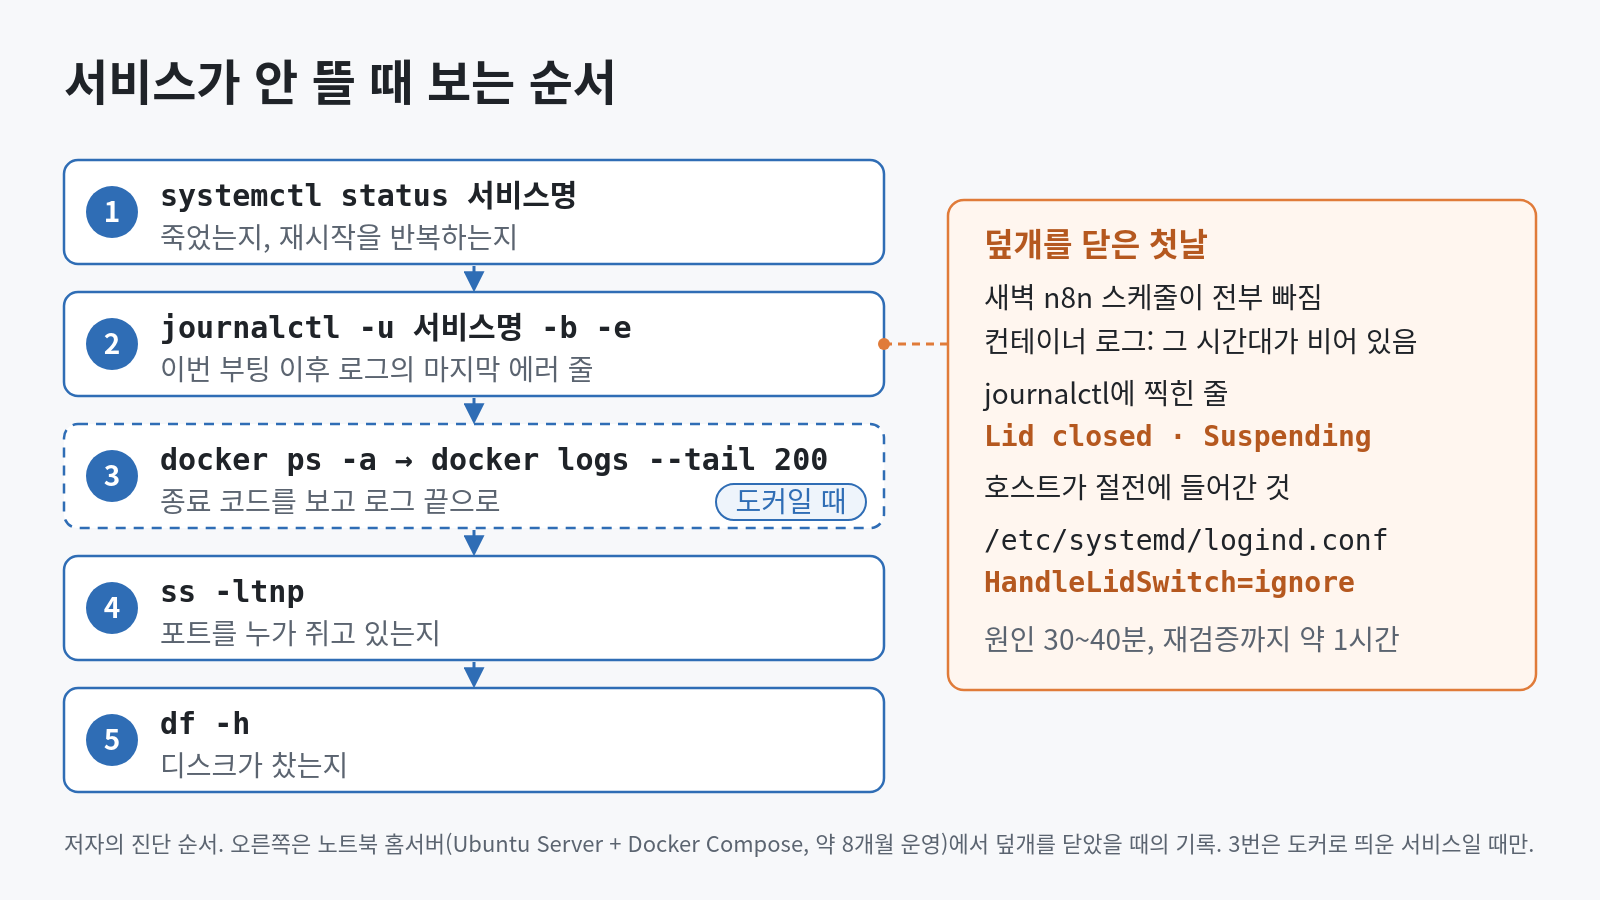 서비스가 안 뜰 때 보는 순서
1
systemctl status 서비스명
죽었는지, 재시작을 반복하는지
2
journalctl -u 서비스명 -b -e
이번 부팅 이후 로그의 마지막 에러 줄
3
docker ps -a → docker logs --tail 200
종료 코드를 보고 로그 끝으로
도커일 때
4
ss -ltnp
포트를 누가 쥐고 있는지
5
df -h
디스크가 찼는지
덮개를 닫은 첫날
새벽 n8n 스케줄이 전부 빠짐
컨테이너 로그: 그 시간대가 비어 있음
journalctl에 찍힌 줄
Lid closed · Suspending
호스트가 절전에 들어간 것
/etc/systemd/logind.conf
HandleLidSwitch=ignore
원인 30~40분, 재검증까지 약 1시간
저자의 진단 순서. 오른쪽은 노트북 홈서버(Ubuntu Server + Docker Compose, 약 8개월 운영)에서 덮개를 닫았을 때의 기록. 3번은 도커로 띄운 서비스일 때만.